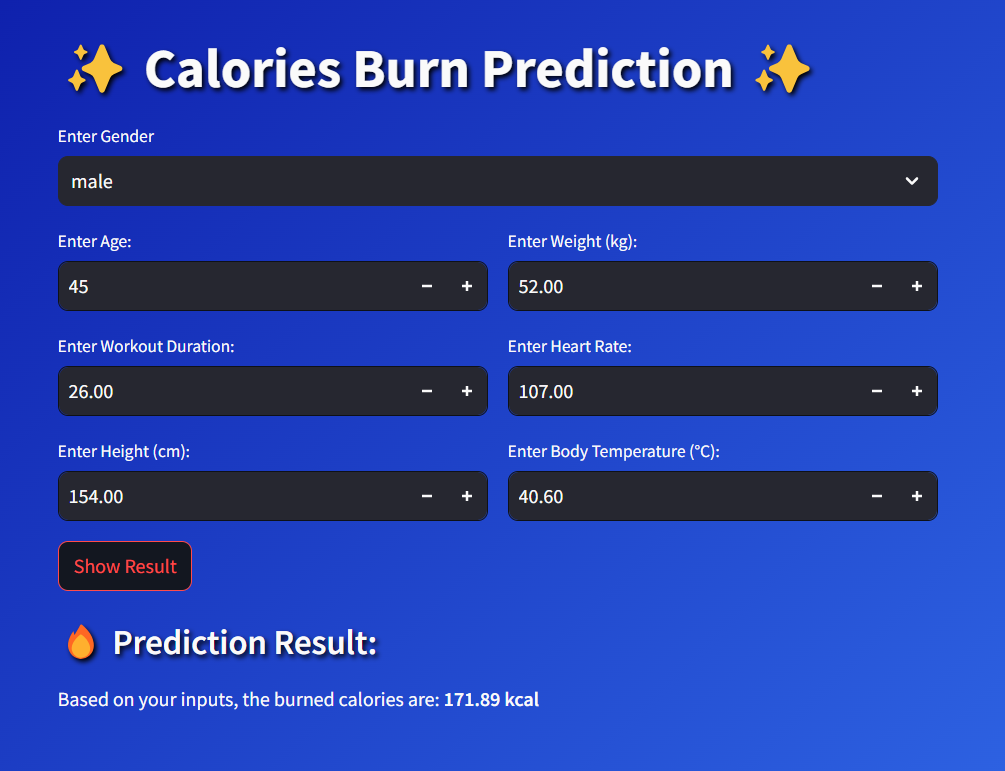 ✨ Calories Burn Prediction ✨
Enter Gender
male
Enter Age:
Enter Weight (kg):
45
52.00
Enter Workout Duration:
Enter Heart Rate:
26.00
107.00
Enter Height (cm):
Enter Body Temperature (°C):
154.00
40.60
Show Result
🔥 Prediction Result:
Based on your inputs, the burned calories are: 171.89 kcal